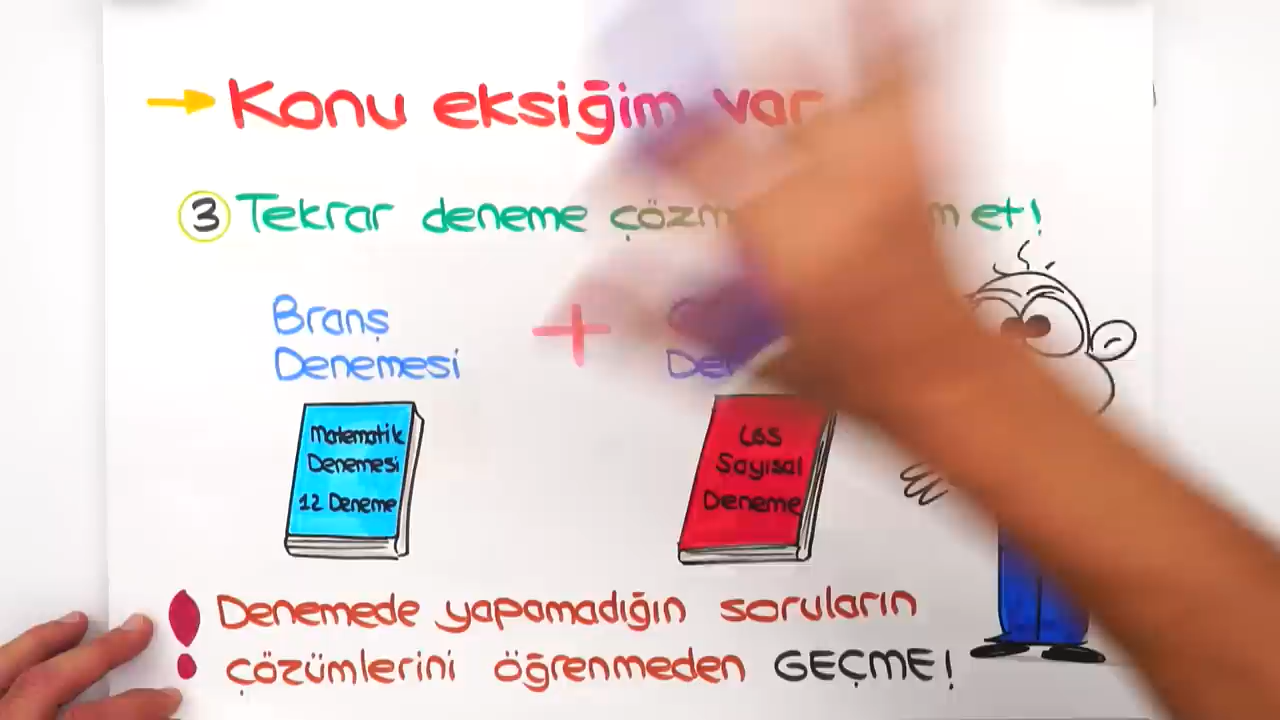 Konu eksiğim var
3 Tekrar deneme et!
Branş
Denemesi
+
Matematik
Denemesi
12 Deneme
LGS
Sayısal
Deneme
! Denemede yapamadığın soruların
çözümlerini öğrenmeden GEÇME!